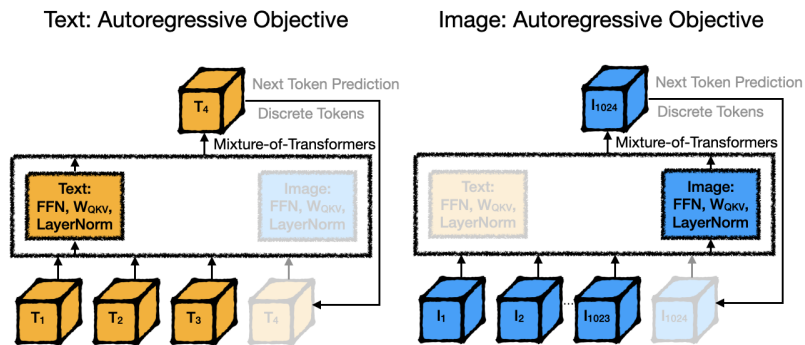 Text: Autoregressive Objective
T4
Next Token Prediction
Discrete Tokens
Mixture-of-Transformers
Text:
FFN, WQKV,
LayerNorm
Image:
FFN, WQKV,
LayerNorm
T1
T2
T3
T4
Image: Autoregressive Objective
I1024
Next Token Prediction
Discrete Tokens
Mixture-of-Transformers
Text:
FFN, WQKV,
LayerNorm
Image:
FFN, WQKV,
LayerNorm
I1
I2
...
I1023
I1024